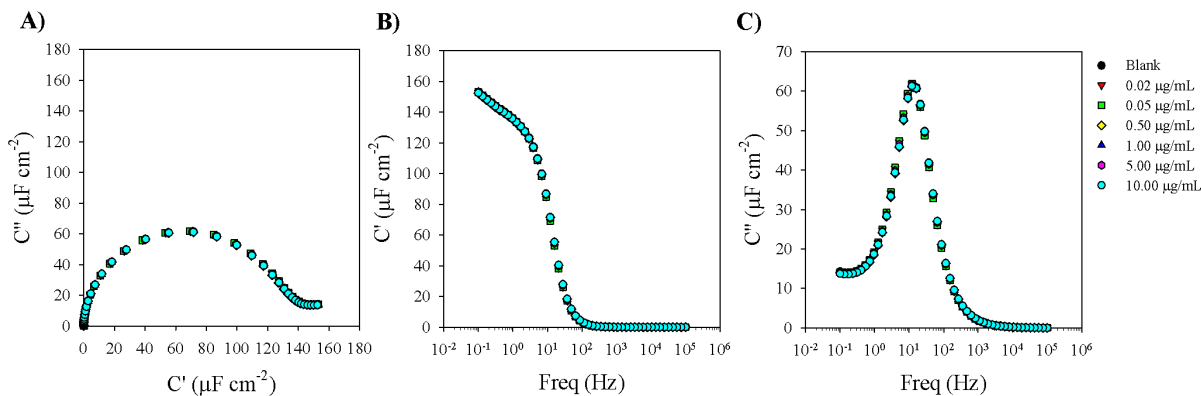 A)
180
160
140
120
100
80
60
40
20
0
0 20 40 60 80 100 120 140 160 180
C''' (µF cm⁻²)
C' (µF cm⁻²)
B)
180
160
140
120
100
80
60
40
20
0
10⁻² 10⁻¹ 10⁰ 10¹ 10² 10³ 10⁴ 10⁵ 10⁶
C' (µF cm⁻²)
Freq (Hz)
C)
70
60
50
40
30
20
10
0
10⁻² 10⁻¹ 10⁰ 10¹ 10² 10³ 10⁴ 10⁵ 10⁶
C'' (µF cm⁻²)
Freq (Hz)
Blank
0.02 µg/mL
0.05 µg/mL
0.50 µg/mL
1.00 µg/mL
5.00 µg/mL
10.00 µg/mL